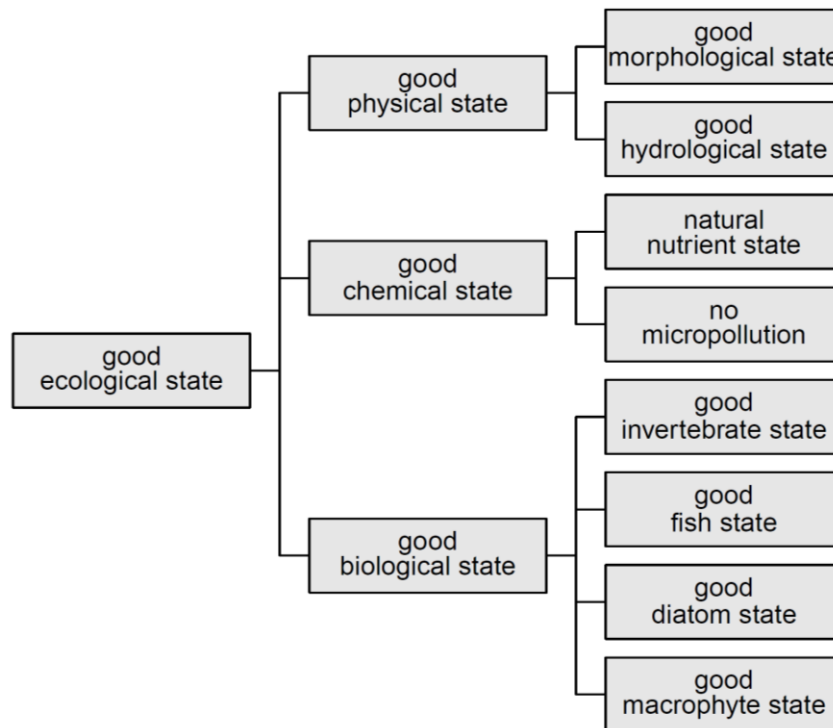 good
morphological state
good
physical state
good
hydrological state
natural
nutrient state
good
chemical state
no
micropollution
good
ecological state
good
invertebrate state
good
fish state
good
biological state
good
diatom state
good
macrophyte state